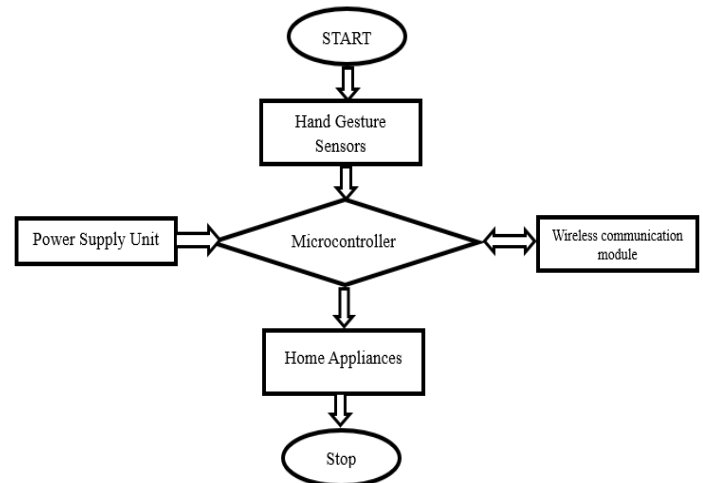 START
Hand Gesture
Sensors
Power Supply Unit
Microcontroller
Wireless communication
module
Home Appliances
Stop